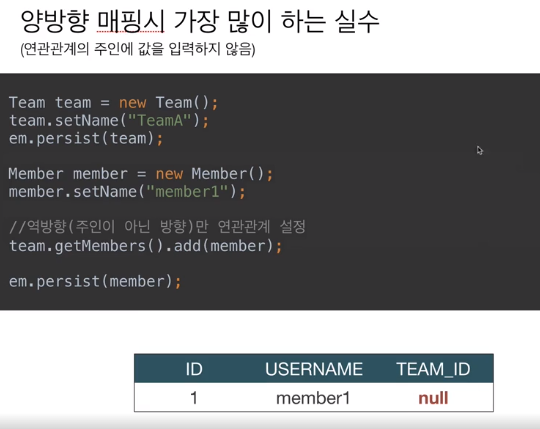 양방향 매핑시 가장 많이 하는 실수
(연관관계의 주인에 값을 입력하지 않음)
Team team = new Team();
team.setName("TeamA");
em.persist(team);
Member member = new Member();
member.setName("member1");
//역방향(주인이 아닌 방향)만 연관관계 설정
team.getMembers().add(member);
em.persist(member);
ID USERNAME TEAM_ID
1 member1 null